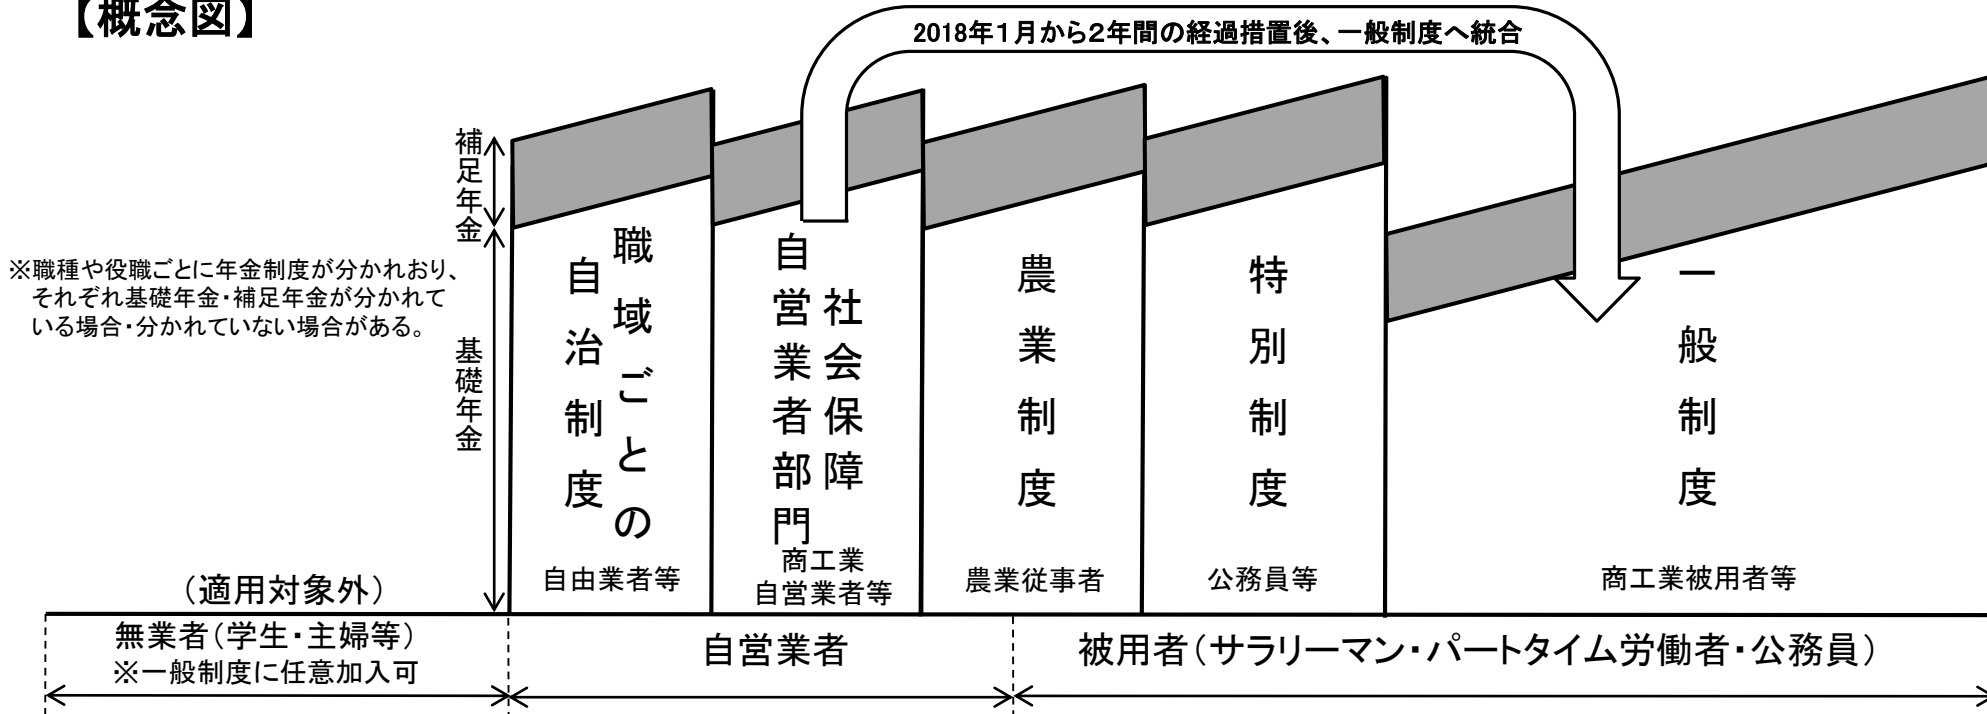 【概念図】
2018年1月から2年間の経過措置後、一般制度へ統合
補足年金
※職種や役職ごとに年金制度が分かれおり、
それぞれ基礎年金・補足年金が分かれて
いる場合・分かれていない場合がある。
基礎年金
職域ごとの
自治制度
社会保障
自営業者部門
農業制度
特別制度
一般制度
自由業者等
商工業
自営業者等
農業従事者
公務員等
商工業被用者等
(適用対象外)
無業者(学生・主婦等)
※一般制度に任意加入可
自営業者
被用者(サラリーマン・パートタイム労働者・公務員)